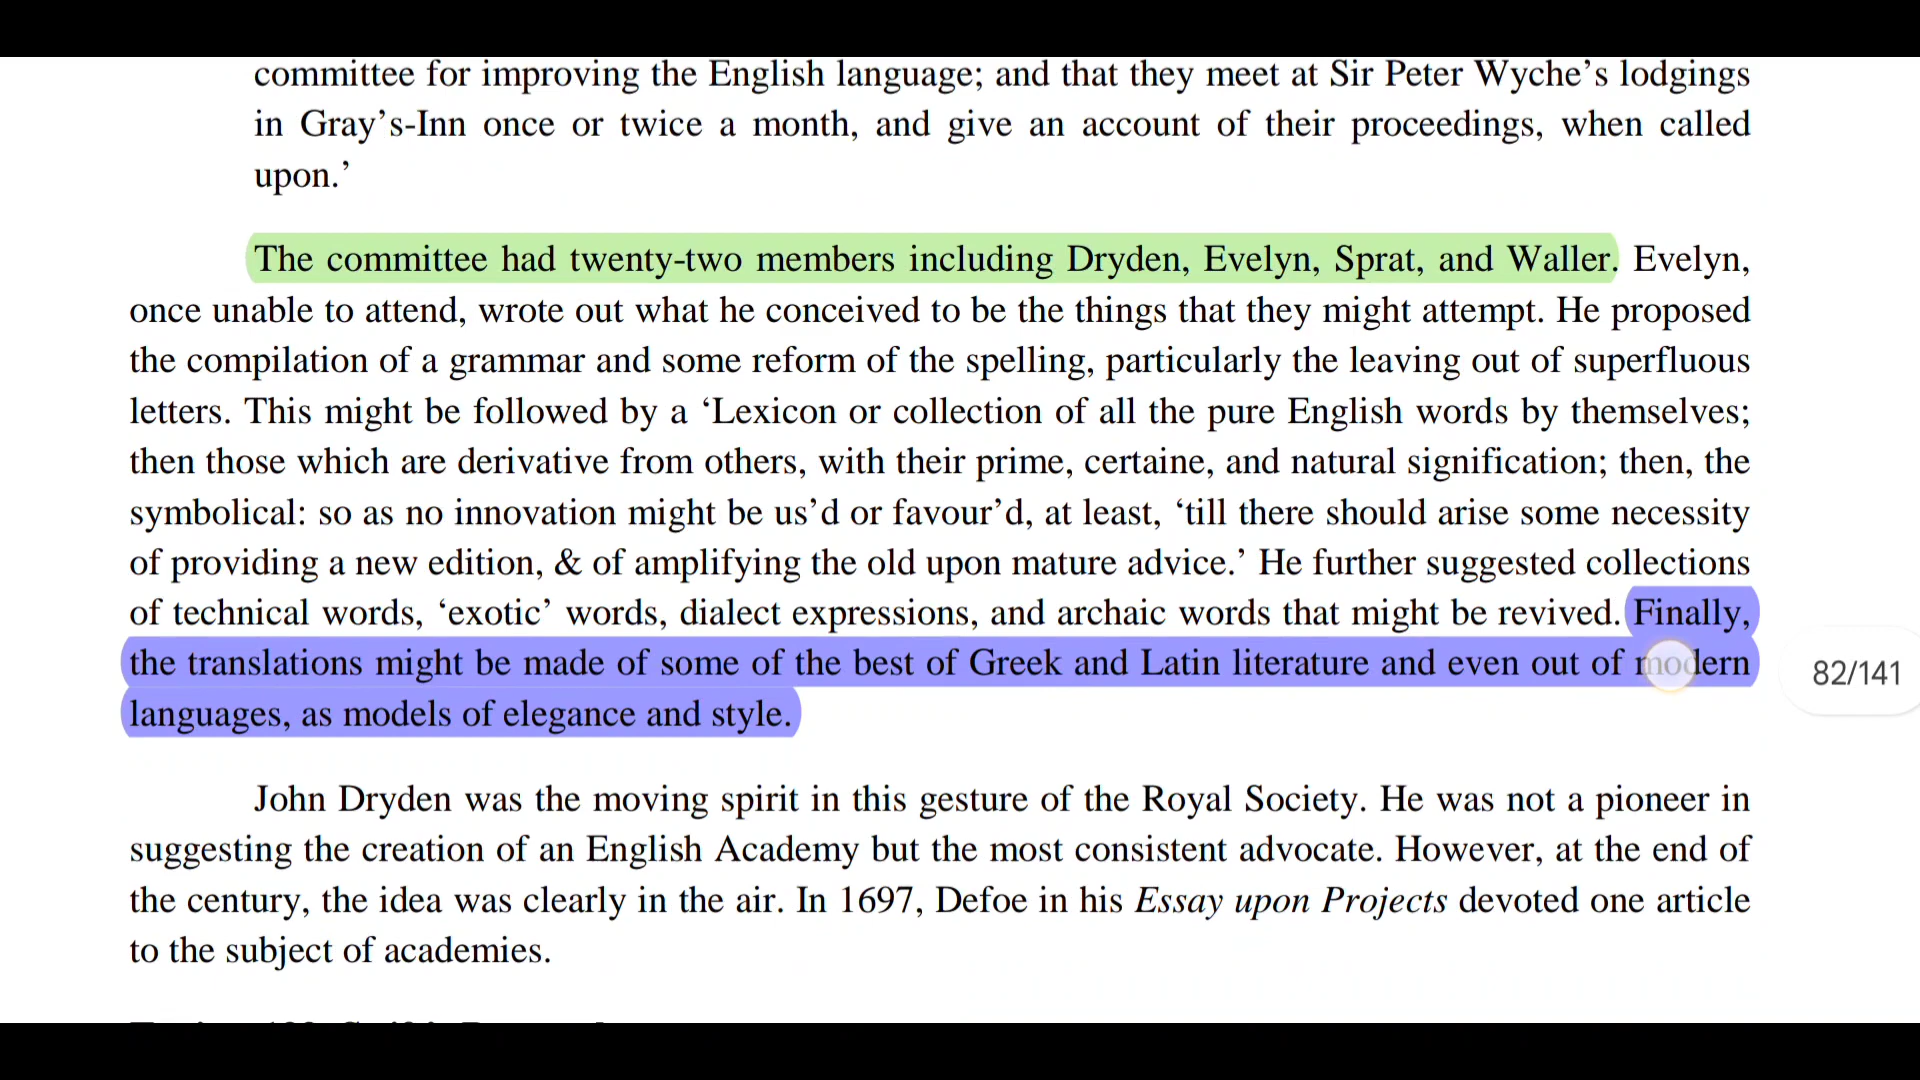 committee for improving the English language; and that they meet at Sir Peter Wyche’s lodgings
in Gray’s-Inn once or twice a month, and give an account of their proceedings, when called
upon.’
The committee had twenty-two members including Dryden, Evelyn, Sprat, and Waller. Evelyn,
once unable to attend, wrote out what he conceived to be the things that they might attempt. He proposed
the compilation of a grammar and some reform of the spelling, particularly the leaving out of superfluous
letters. This might be followed by a ‘Lexicon or collection of all the pure English words by themselves;
then those which are derivative from others, with their prime, certaine, and natural signification; then, the
symbolical: so as no innovation might be us’d or favour’d, at least, ‘till there should arise some necessity
of providing a new edition, & of amplifying the old upon mature advice.’ He further suggested collections
of technical words, ‘exotic’ words, dialect expressions, and archaic words that might be revived. Finally,
the translations might be made of some of the best of Greek and Latin literature and even out of modern
languages, as models of elegance and style.
82/141
John Dryden was the moving spirit in this gesture of the Royal Society. He was not a pioneer in
suggesting the creation of an English Academy but the most consistent advocate. However, at the end of
the century, the idea was clearly in the air. In 1697, Defoe in his Essay upon Projects devoted one article
to the subject of academies.